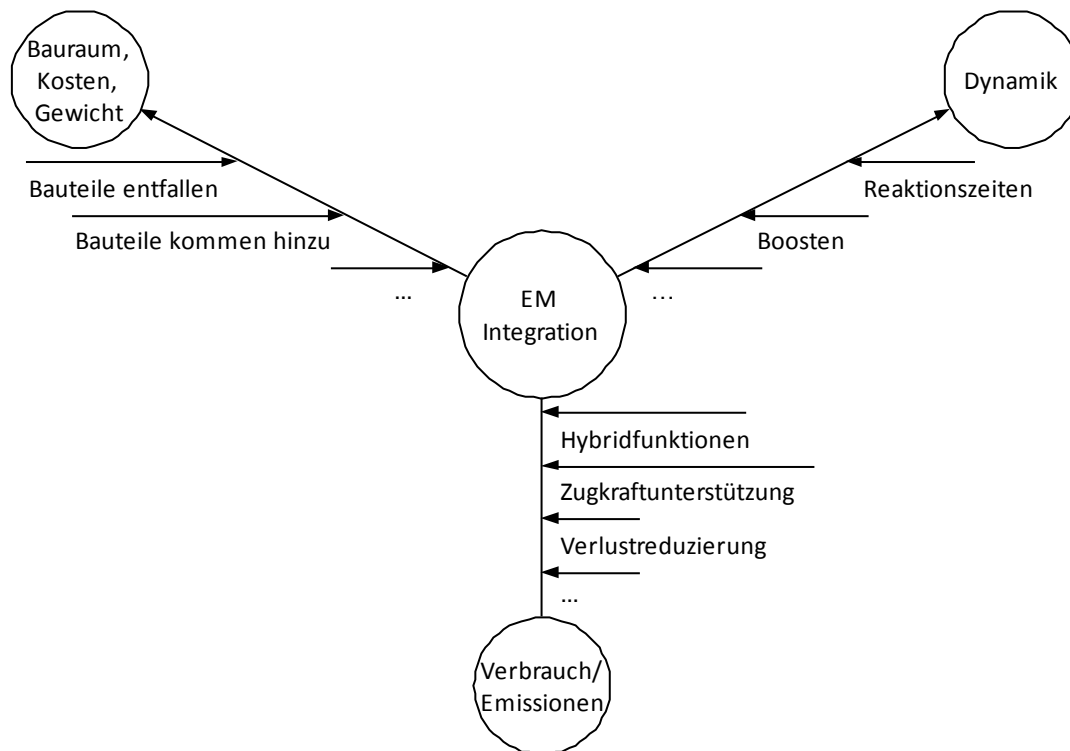 Bauraum,
Kosten,
Gewicht
Dynamik
Bauteile entfallen
Reaktionszeiten
Bauteile kommen hinzu
Boosten
...
...
EM
Integration
Hybridfunktionen
Zugkraftunterstützung
Verlustreduzierung
...
Verbrauch/
Emissionen